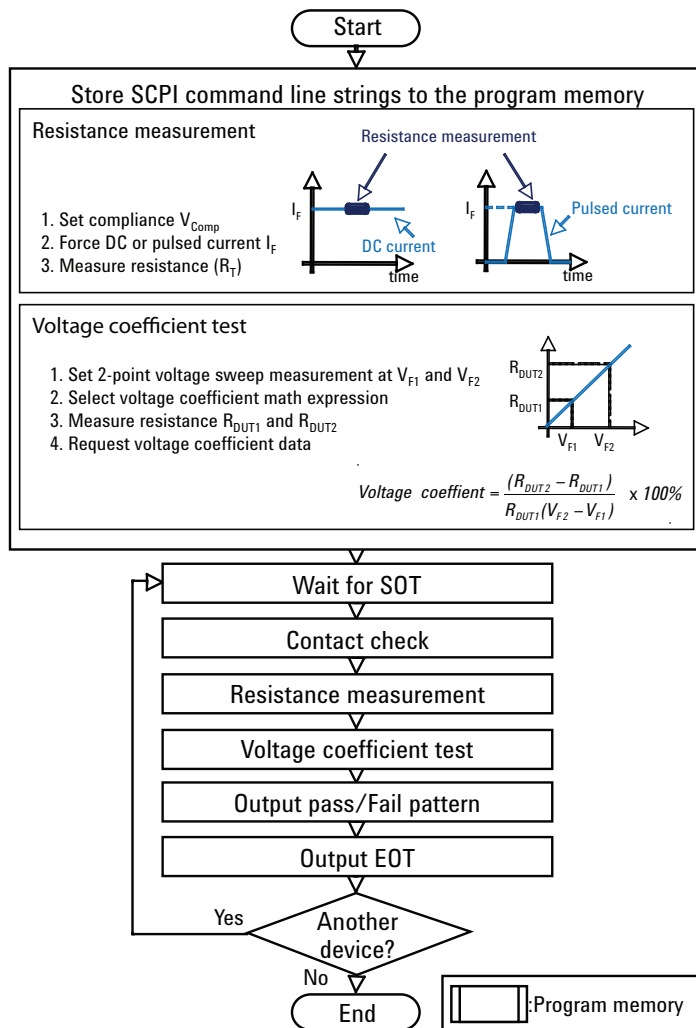 Start
Store SCPI command line strings to the program memory
Resistance measurement
Resistance measurement
I_F
DC current
time
I_F
Pulsed current
time
1. Set compliance V_Comp
2. Force DC or pulsed current I_F
3. Measure resistance (R_T)
Voltage coefficient test
1. Set 2-point voltage sweep measurement at V_F1 and V_F2
2. Select voltage coefficient math expression
3. Measure resistance R_DUT1 and R_DUT2
4. Request voltage coefficient data
R_DUT2
R_DUT1
V_F1 V_F2
Voltage coeffient = (R_DUT2 – R_DUT1) / R_DUT1(V_F2 – V_F1) x 100%
Wait for SOT
Contact check
Resistance measurement
Voltage coefficient test
Output pass/Fail pattern
Output EOT
Yes
Another
device?
No
End
:Program memory